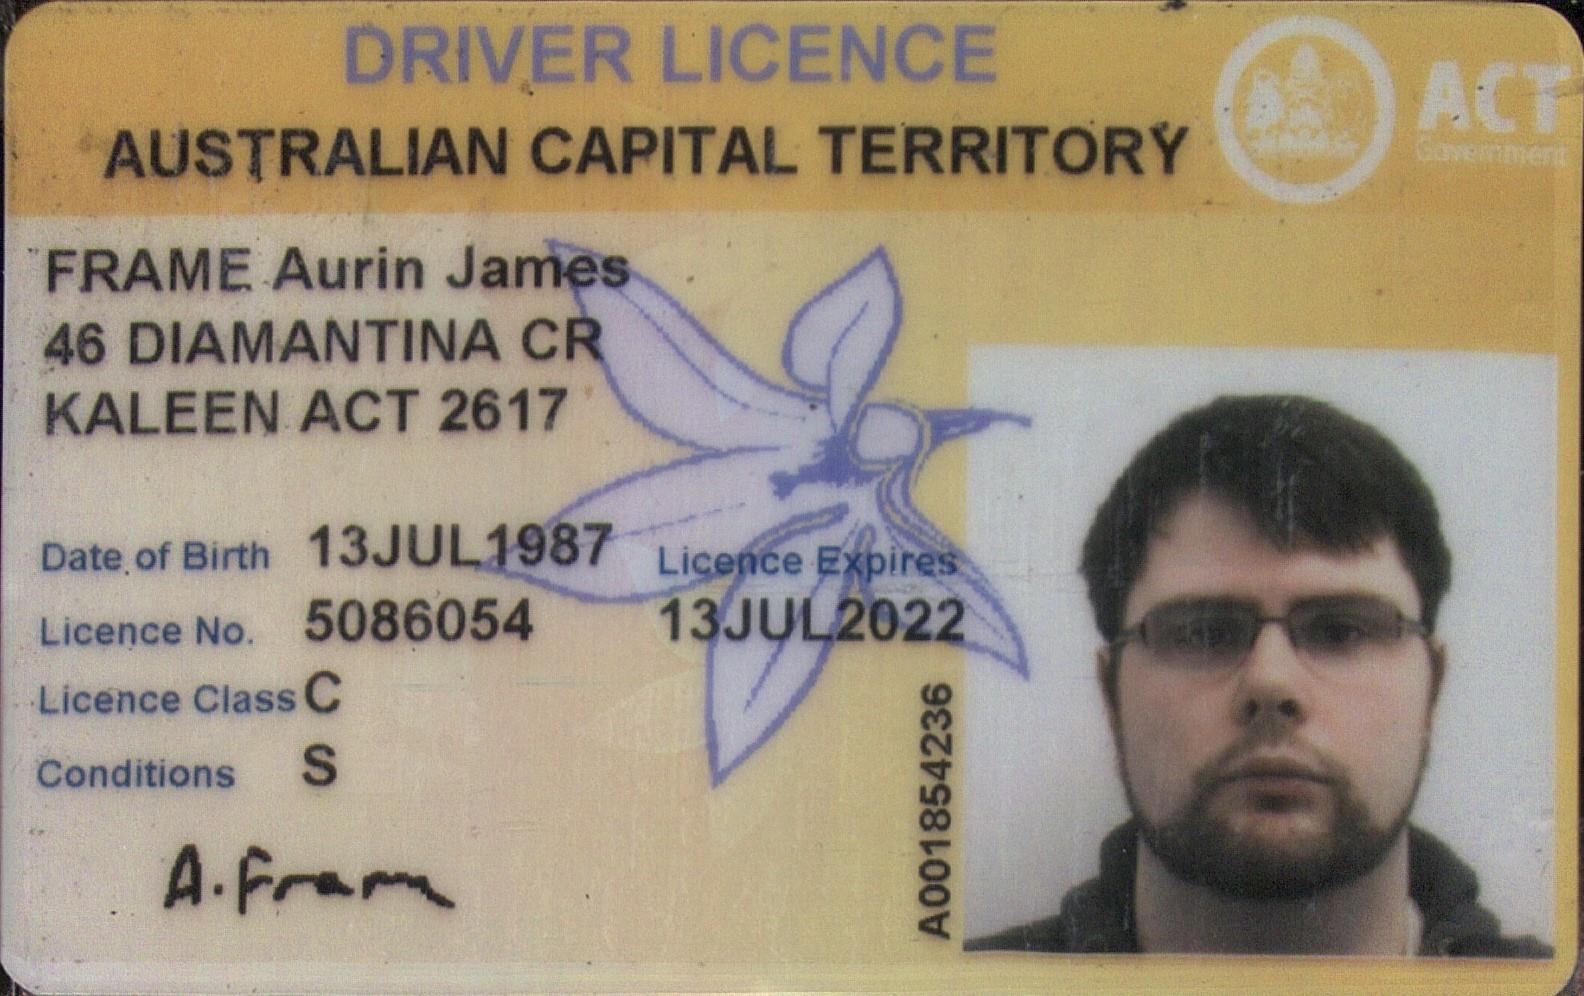 DRIVER LICENCE
AUSTRALIAN CAPITAL TERRITORY
ACT
Government
FRAME Aurin James
46 DIAMANTINA CR
KALEEN ACT 2617
Date of Birth 13JUL1987
Licence Expires
Licence No. 5086054
13JUL2022
Licence Class C
Conditions S
A001854236
A.Fram